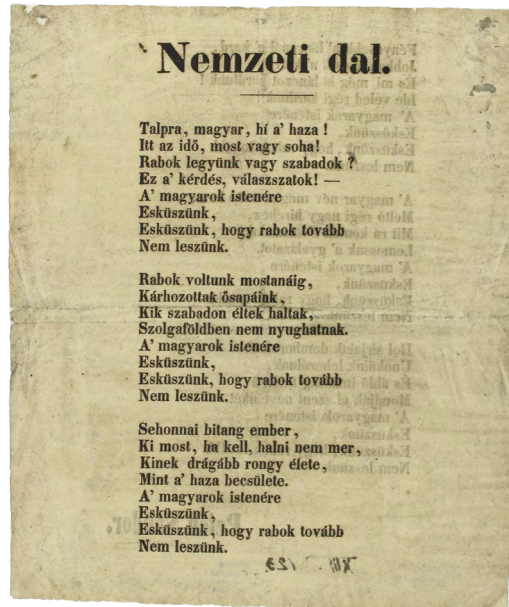 Nemzeti dal.
Talpra, magyar, hí a' haza!
Itt az idő, most vagy soha!
Rabok legyünk vagy szabadok?
Ez a' kérdés, válaszszatok! —
A' magyarok istenére
Esküszünk,
Esküszünk, hogy rabok tovább
Nem leszünk.
Rabok voltunk mostanáig,
Kárhozottak ősapáink,
Kik szabadon éltek haltak,
Szolgaföldben nem nyughatnak.
A' magyarok istenére
Esküszünk,
Esküszünk, hogy rabok tovább
Nem leszünk.
Sehonnai bitang ember,
Ki most, ha kell, halni nem mer,
Kinek drágább rongy élete,
Mint a' haza becsülete.
A' magyarok istenére
Esküszünk,
Esküszünk, hogy rabok tovább
Nem leszünk.